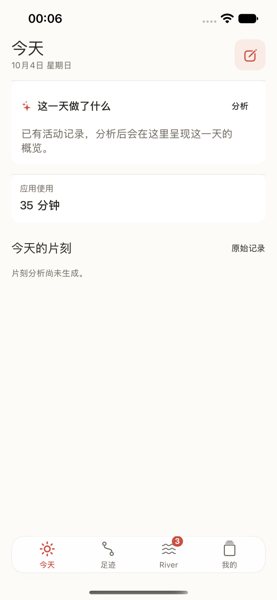 00:06
今天
10月4日 星期日
这一天做了什么
分析
已有活动记录，分析后会在这里呈现这一天的
概览。
应用使用
35 分钟
今天的片刻
原始记录
片刻分析尚未生成。
3
今天
足迹
River
我的